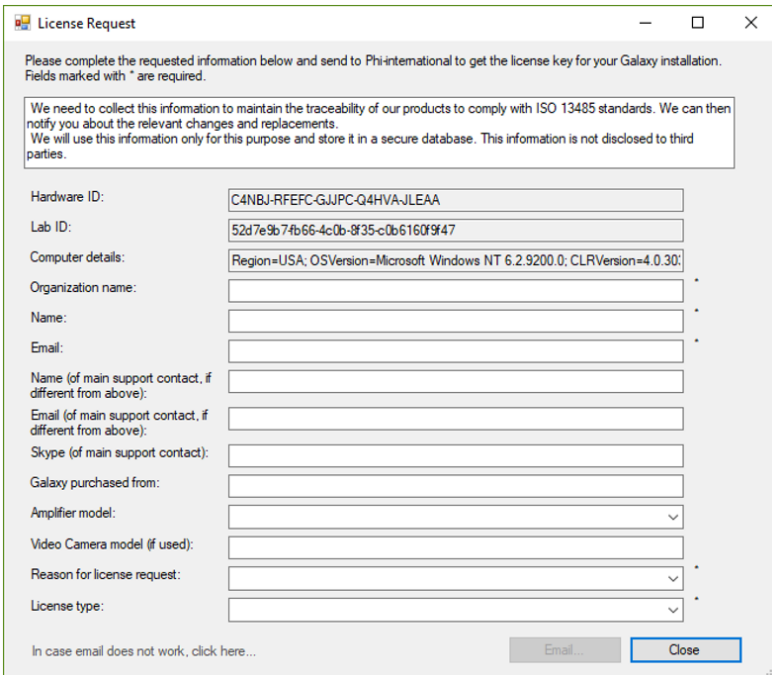 License Request
Please complete the requested information below and send to Phi-international to get the license key for your Galaxy installation.
Fields marked with * are required.
We need to collect this information to maintain the traceability of our products to comply with ISO 13485 standards. We can then
notify you about the relevant changes and replacements.
We will use this information only for this purpose and store it in a secure database. This information is not disclosed to third
parties.
Hardware ID: C4NBJ-RFEFC-GJJPC-Q4HVA-JLEAA
Lab ID: 52d7e9b7-fb66-4c0b-8f35-c0b6160f9f47
Computer details: Region=USA; OSVersion=Microsoft Windows NT 6.2.9200.0; CLRVersion=4.0.30
Organization name: *
Name: *
Email: *
Name (of main support contact, if
different from above):
Email (of main support contact, if
different from above):
Skype (of main support contact):
Galaxy purchased from:
Amplifier model:
Video Camera model (if used):
Reason for license request: *
License type: *
In case email does not work, click here... Email... Close